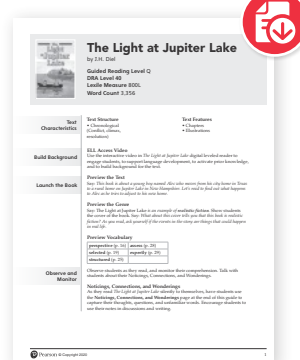 The Light at Jupiter Lake
by J.H. Diel
Guided Reading Level Q
DRA Level 40
Lexile Measure 800L
Word Count 3,356
Text
Characteristics
Text Structure
• Chronological
(Conflict, climax,
resolution)
Text Features
• Chapters
• Illustrations
Build Background
ELL Access Video
Use the interactive video in The Light at Jupiter Lake digital leveled reader to
engage students, to support language development, to activate prior knowledge,
and to build background for the text.
Launch the Book
Preview the Text
Say: This book is about a young boy named Alex who moves from his city home in Texas
to a rural home on Jupiter Lake in New Hampshire. Let's read to find out what happens
to Alex as he tries to adjust to his new home.
Preview the Genre
Say: The Light at Jupiter Lake is an example of realistic fiction. Show students
the cover of the book. Say: What about this cover tells you that this book is realistic
fiction? As you read, ask yourself if the events in the story are things that could happen
in real life.
Preview Vocabulary
perspective (p. 16) assess (p. 28)
selected (p. 19) expertly (p. 29)
structured (p. 25)
Observe and
Monitor
Observe students as they read, and monitor their comprehension. Talk with
students about their Noticings, Connections, and Wonderings.
Noticings, Connections, and Wonderings
As they read The Light at Jupiter Lake silently to themselves, have students use
the Noticings, Connections, and Wonderings page at the end of this guide to
capture their thoughts, questions, and unfamiliar words. Encourage students to
use their notes in discussions and writing.
Pearson © Copyright 2025
1